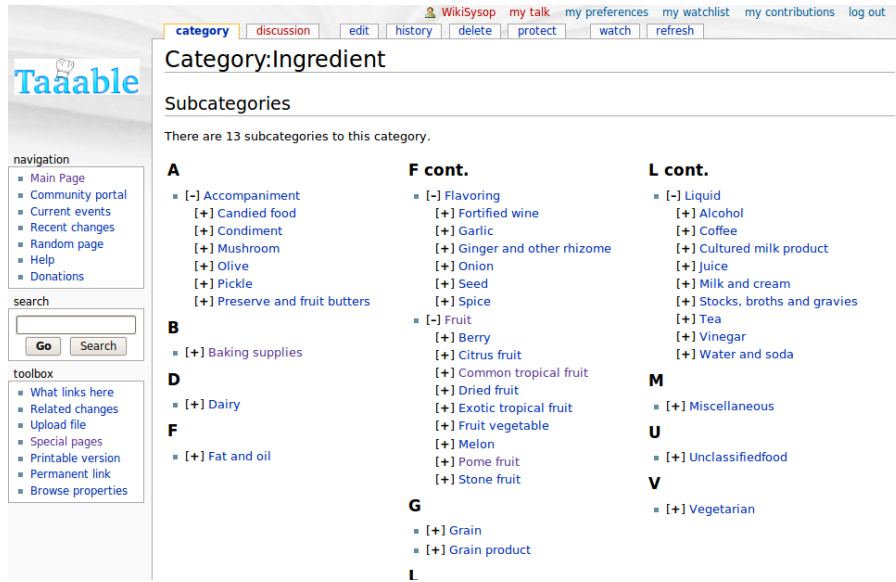 WikiSysop my talk my preferences my watchlist my contributions log out
category discussion edit history delete protect watch refresh
Taaable
Category:Ingredient
Subcategories
There are 13 subcategories to this category.
navigation
Main Page
Community portal
Current events
Recent changes
Random page
Help
Donations
search
Go Search
toolbox
What links here
Related changes
Upload file
Special pages
Printable version
Permanent link
Browse properties
A
[–] Accompaniment
[+] Candied food
[+] Condiment
[+] Mushroom
[+] Olive
[+] Pickle
[+] Preserve and fruit butters
B
[+] Baking supplies
D
[+] Dairy
F
[+] Fat and oil
F cont.
[–] Flavoring
[+] Fortified wine
[+] Garlic
[+] Ginger and other rhizome
[+] Onion
[+] Seed
[+] Spice
[–] Fruit
[+] Berry
[+] Citrus fruit
[+] Common tropical fruit
[+] Dried fruit
[+] Exotic tropical fruit
[+] Fruit vegetable
[+] Melon
[+] Pome fruit
[+] Stone fruit
G
[+] Grain
[+] Grain product
L
L cont.
[–] Liquid
[+] Alcohol
[+] Coffee
[+] Cultured milk product
[+] Juice
[+] Milk and cream
[+] Stocks, broths and gravies
[+] Tea
[+] Vinegar
[+] Water and soda
M
[+] Miscellaneous
U
[+] Unclassifiedfood
V
[+] Vegetarian